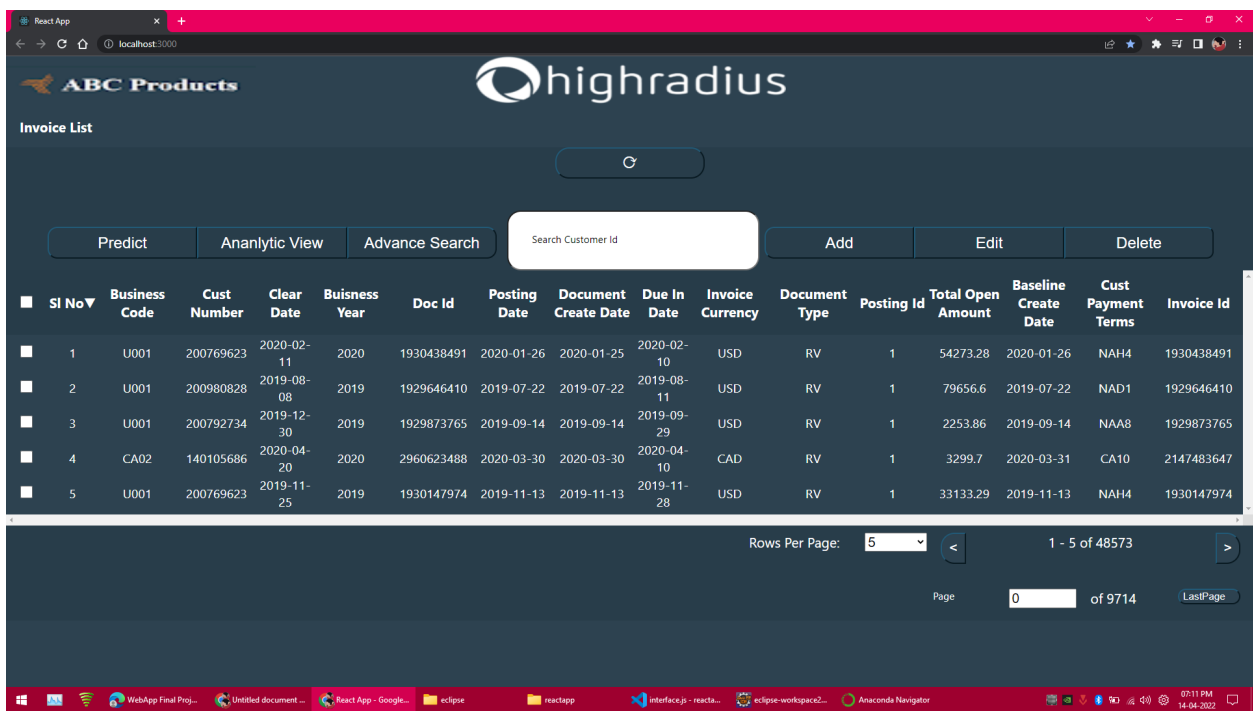 React App
localhost:3000
ABC Products
highradius
Invoice List
Predict Ananlytic View Advance Search Search Customer Id Add Edit Delete
Sl No▼ Business Code Cust Number Clear Date Buisness Year Doc Id Posting Date Document Create Date Due In Date Invoice Currency Document Type Posting Id Total Open Amount Baseline Create Date Cust Payment Terms Invoice Id
1 U001 200769623 2020-02-11 2020 1930438491 2020-01-26 2020-01-25 2020-02-10 USD RV 1 54273.28 2020-01-26 NAH4 1930438491
2 U001 200980828 2019-08-08 2019 1929646410 2019-07-22 2019-07-22 2019-08-11 USD RV 1 79656.6 2019-07-22 NAD1 1929646410
3 U001 200792734 2019-12-30 2019 1929873765 2019-09-14 2019-09-14 2019-09-29 USD RV 1 2253.86 2019-09-14 NAA8 1929873765
4 CA02 140105686 2020-04-20 2020 2960623488 2020-03-30 2020-03-30 2020-04-10 CAD RV 1 3299.7 2020-03-31 CA10 2147483647
5 U001 200769623 2019-11-25 2019 1930147974 2019-11-13 2019-11-13 2019-11-28 USD RV 1 33133.29 2019-11-13 NAH4 1930147974
Rows Per Page: 5 < 1 - 5 of 48573 >
Page 0 of 9714 LastPage
WebApp Final Proj... Untitled document ... React App - Google... eclipse reactapp interface.js - reacta... eclipse-workspace2... Anaconda Navigator 07:11 PM
14-04-2022